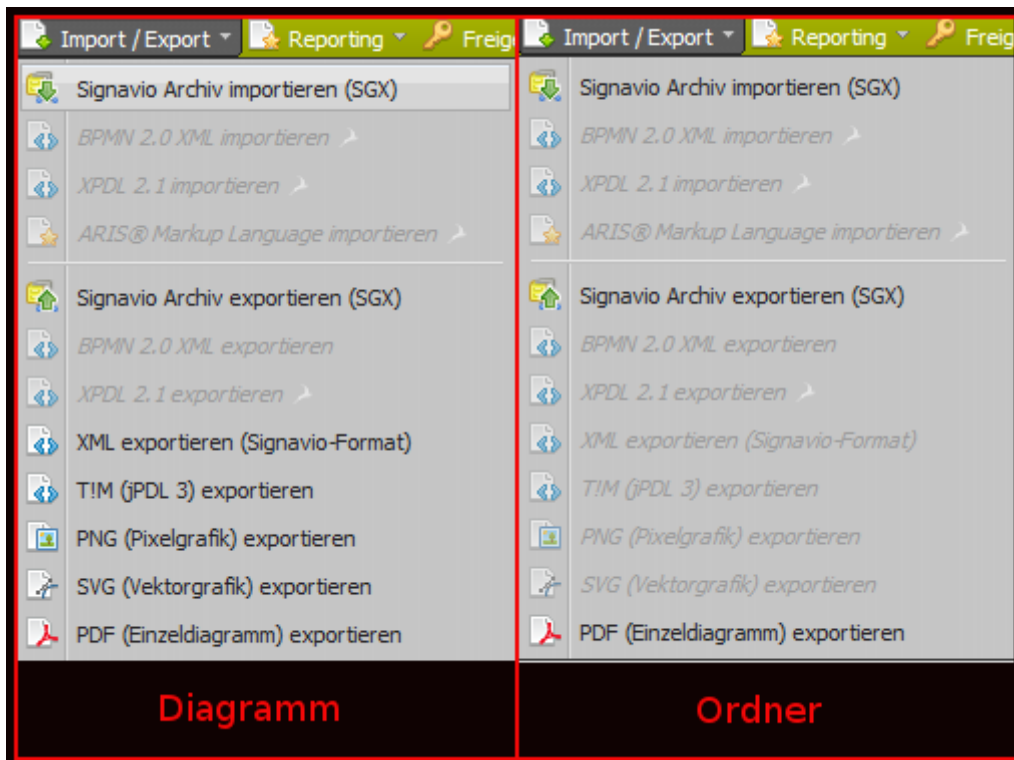 Import / Export
Reporting
Freig
Signavio Archiv importieren (SGX)
BPMN 2.0 XML importieren
XPDL 2.1 importieren
ARIS® Markup Language importieren
Signavio Archiv exportieren (SGX)
BPMN 2.0 XML exportieren
XPDL 2.1 exportieren
XML exportieren (Signavio-Format)
T!M (jPDL 3) exportieren
PNG (Pixelgrafik) exportieren
SVG (Vektorgrafik) exportieren
PDF (Einzeldiagramm) exportieren
Diagramm
Import / Export
Reporting
Freig
Signavio Archiv importieren (SGX)
BPMN 2.0 XML importieren
XPDL 2.1 importieren
ARIS® Markup Language importieren
Signavio Archiv exportieren (SGX)
BPMN 2.0 XML exportieren
XPDL 2.1 exportieren
XML exportieren (Signavio-Format)
T!M (jPDL 3) exportieren
PNG (Pixelgrafik) exportieren
SVG (Vektorgrafik) exportieren
PDF (Einzeldiagramm) exportieren
Ordner